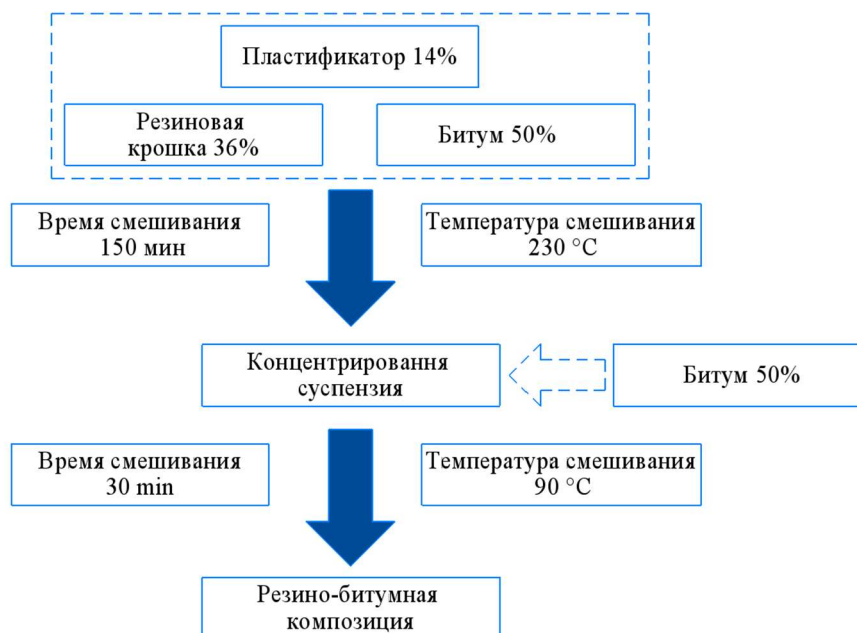 Пластификатор 14%
Резиновая
крошка 36%
Битум 50%
Время смешивания
150 мин
Температура смешивания
230 °C
Концентрировання
суспензия
Битум 50%
Время смешивания
30 min
Температура смешивания
90 °C
Резино-битумная
композиция